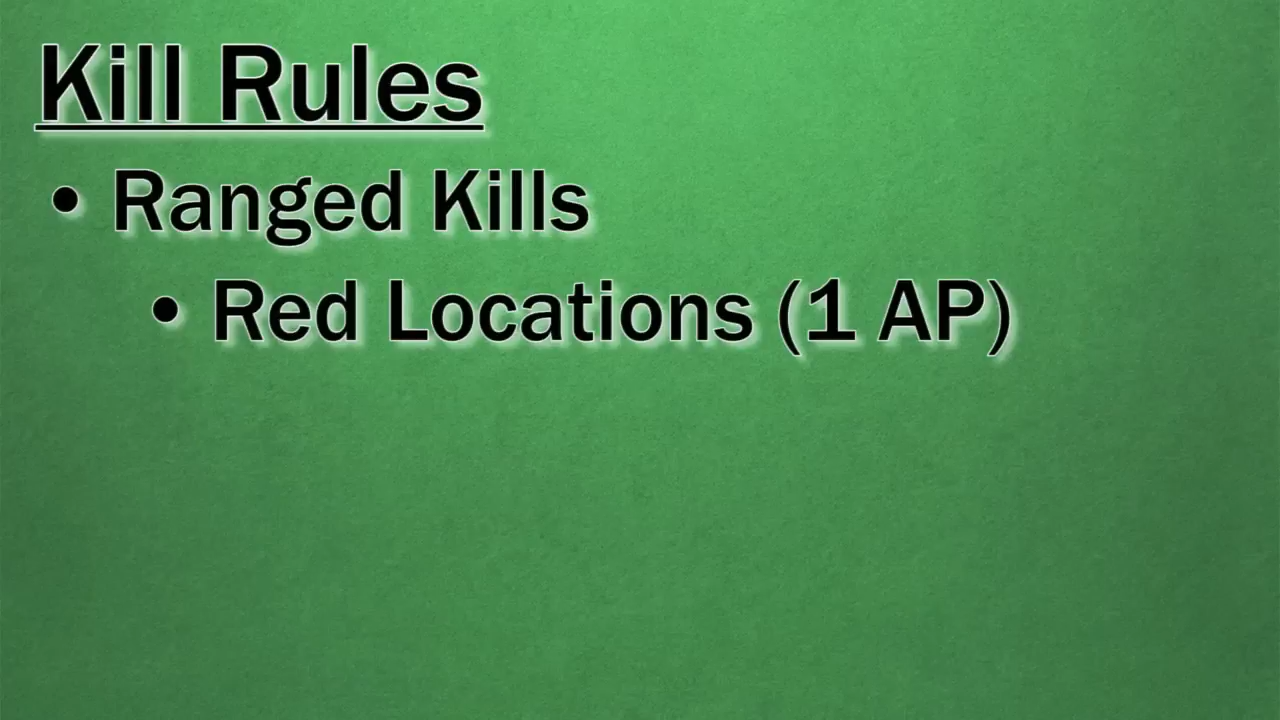 Kill Rules
• Ranged Kills
• Red Locations (1 AP)